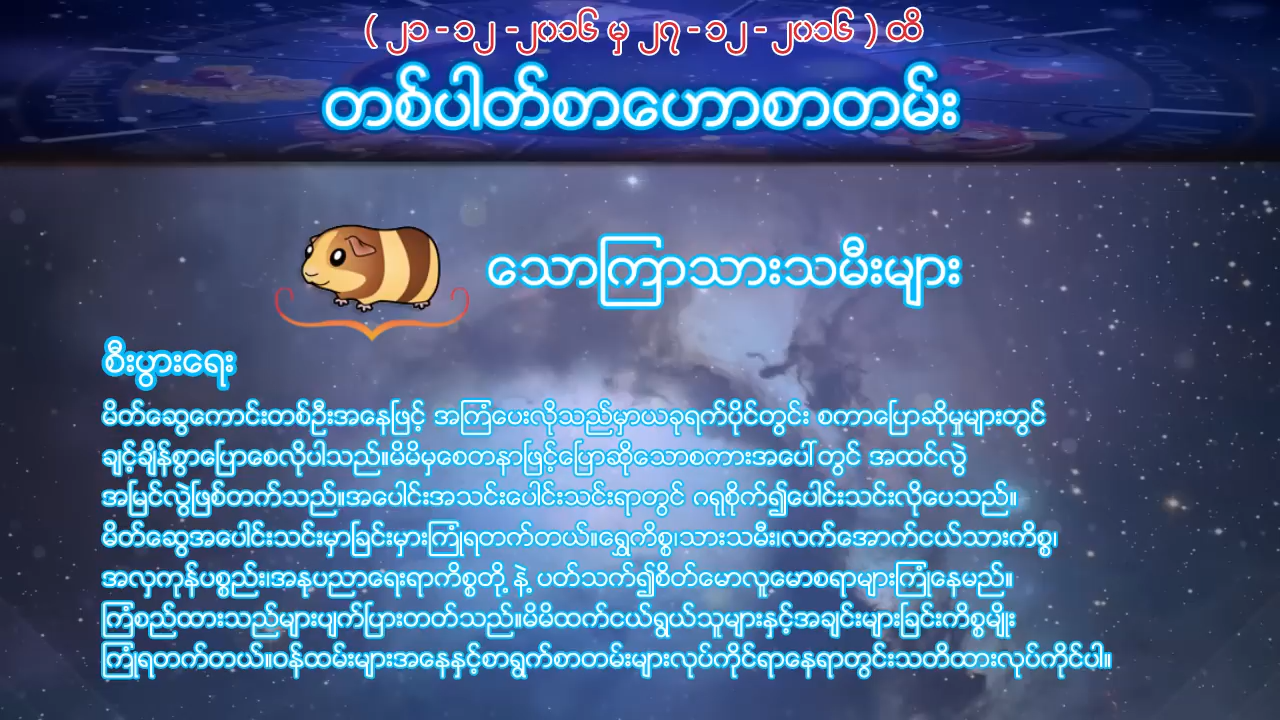 ( ၂၁ - ၁၂ -၂၀၁၆ မှ ၂၇ - ၁၂ - ၂၀၁၆ ) ထိ
တစ်ပါတ်စာဟောစာတမ်း
သောကြာသားသမီးများ
စီးပွားရေး
မိတ်ဆွေကောင်းတစ်ဦးအနေဖြင့် အကြံပေးလိုသည်မှာယခုရက်ပိုင်တွင်း စကာပြောဆိုမှုများတွင်
ချင့်ချိန်စွာပြောစေလိုပါသည်။မိမိမှစေတနာဖြင့်ပြောဆိုသောစကားအပေါ်တွင် အထင်လွဲ
အမြင်လွဲဖြစ်တက်သည်။အပေါင်းအသင်းပေါင်းသင်းရာတွင် ဂရုစိုက်၍ပေါင်းသင်းလိုပေသည်။
မိတ်ဆွေအပေါင်းသင်းမှာခြင်းမှားကြုံရတက်တယ်။ရွှေကိစ္စ၊သားသမီး၊လက်အောက်ငယ်သားကိစ္စ၊
အလှကုန်ပစ္စည်း၊အနုပညာရေးရာကိစ္စတို့ နဲ့ ပတ်သက်၍စိတ်မောလူမောစရာများကြုံနေမည်။
ကြံစည်ထားသည်များပျက်ပြားတတ်သည်။မိမိထက်ငယ်ရွယ်သူများနှင့်အချင်းများခြင်းကိစ္စမျိုး
ကြုံရတက်တယ်။ဝန်ထမ်းများအနေနှင့်စာရွက်စာတမ်းများလုပ်ကိုင်ရာနေရာတွင်းသတိထားလုပ်ကိုင်ပါ။